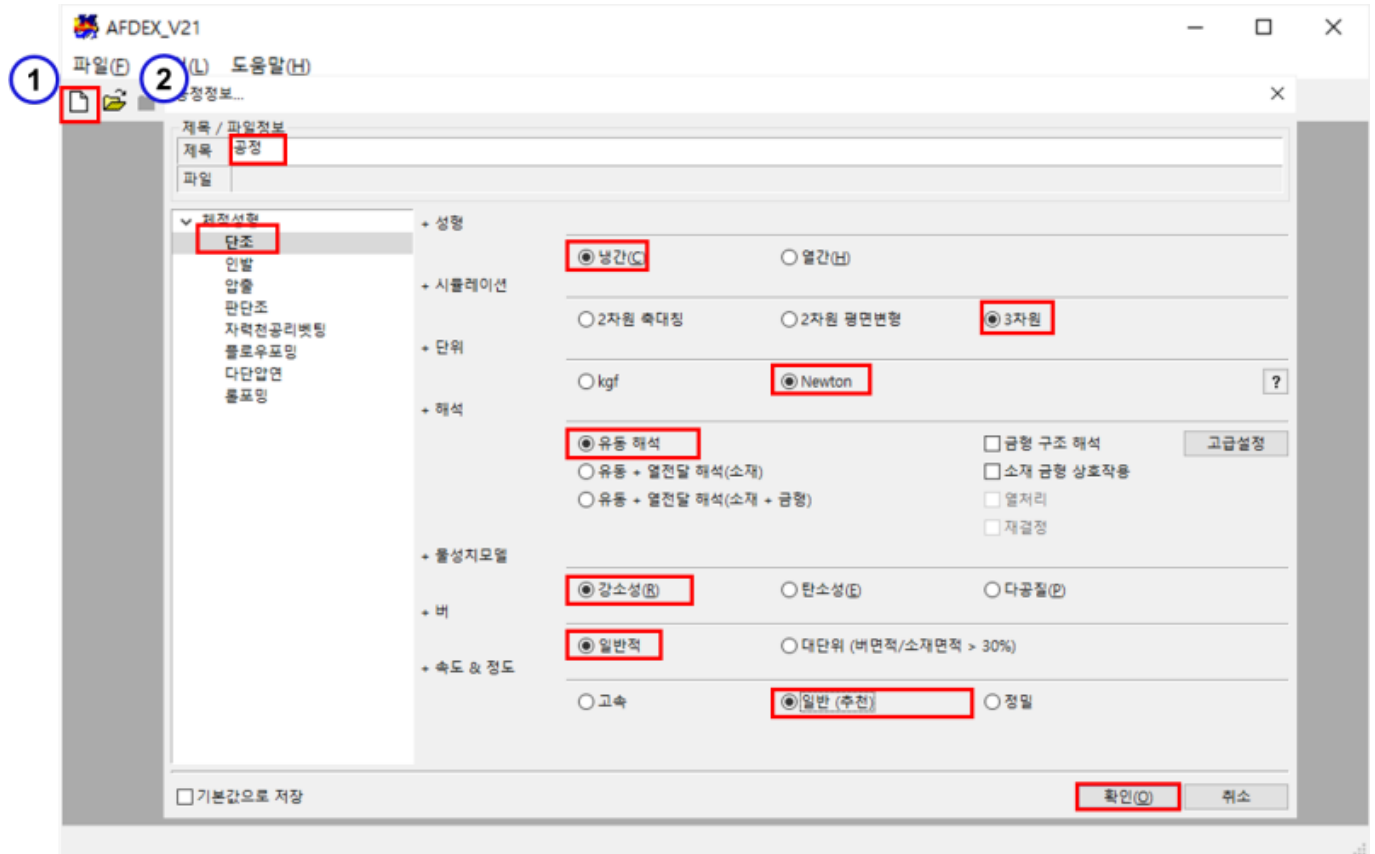 AFDEX_V21
파일(F) (L) 도움말(H)
1
2
공정정보...
제목 / 파일정보
제목 공정
파일
체적성형
단조
인발
압출
판단조
자력천공리벳팅
플로우포밍
다단압연
롤포밍
+ 성형
냉간(C) 열간(H)
+ 시뮬레이션
2차원 축대칭 2차원 평면변형 3차원
+ 단위
kgf Newton ?
+ 해석
유동 해석 금형 구조 해석 고급설정
유동 + 열전달 해석(소재) 소재 금형 상호작용
유동 + 열전달 해석(소재 + 금형) 열처리
재결정
+ 물성치모델
강소성(R) 탄소성(E) 다공질(P)
+ 버
일반적 대단위 (버면적/소재면적 > 30%)
+ 속도 & 정도
고속 일반 (추천) 정밀
기본값으로 저장 확인(O) 취소